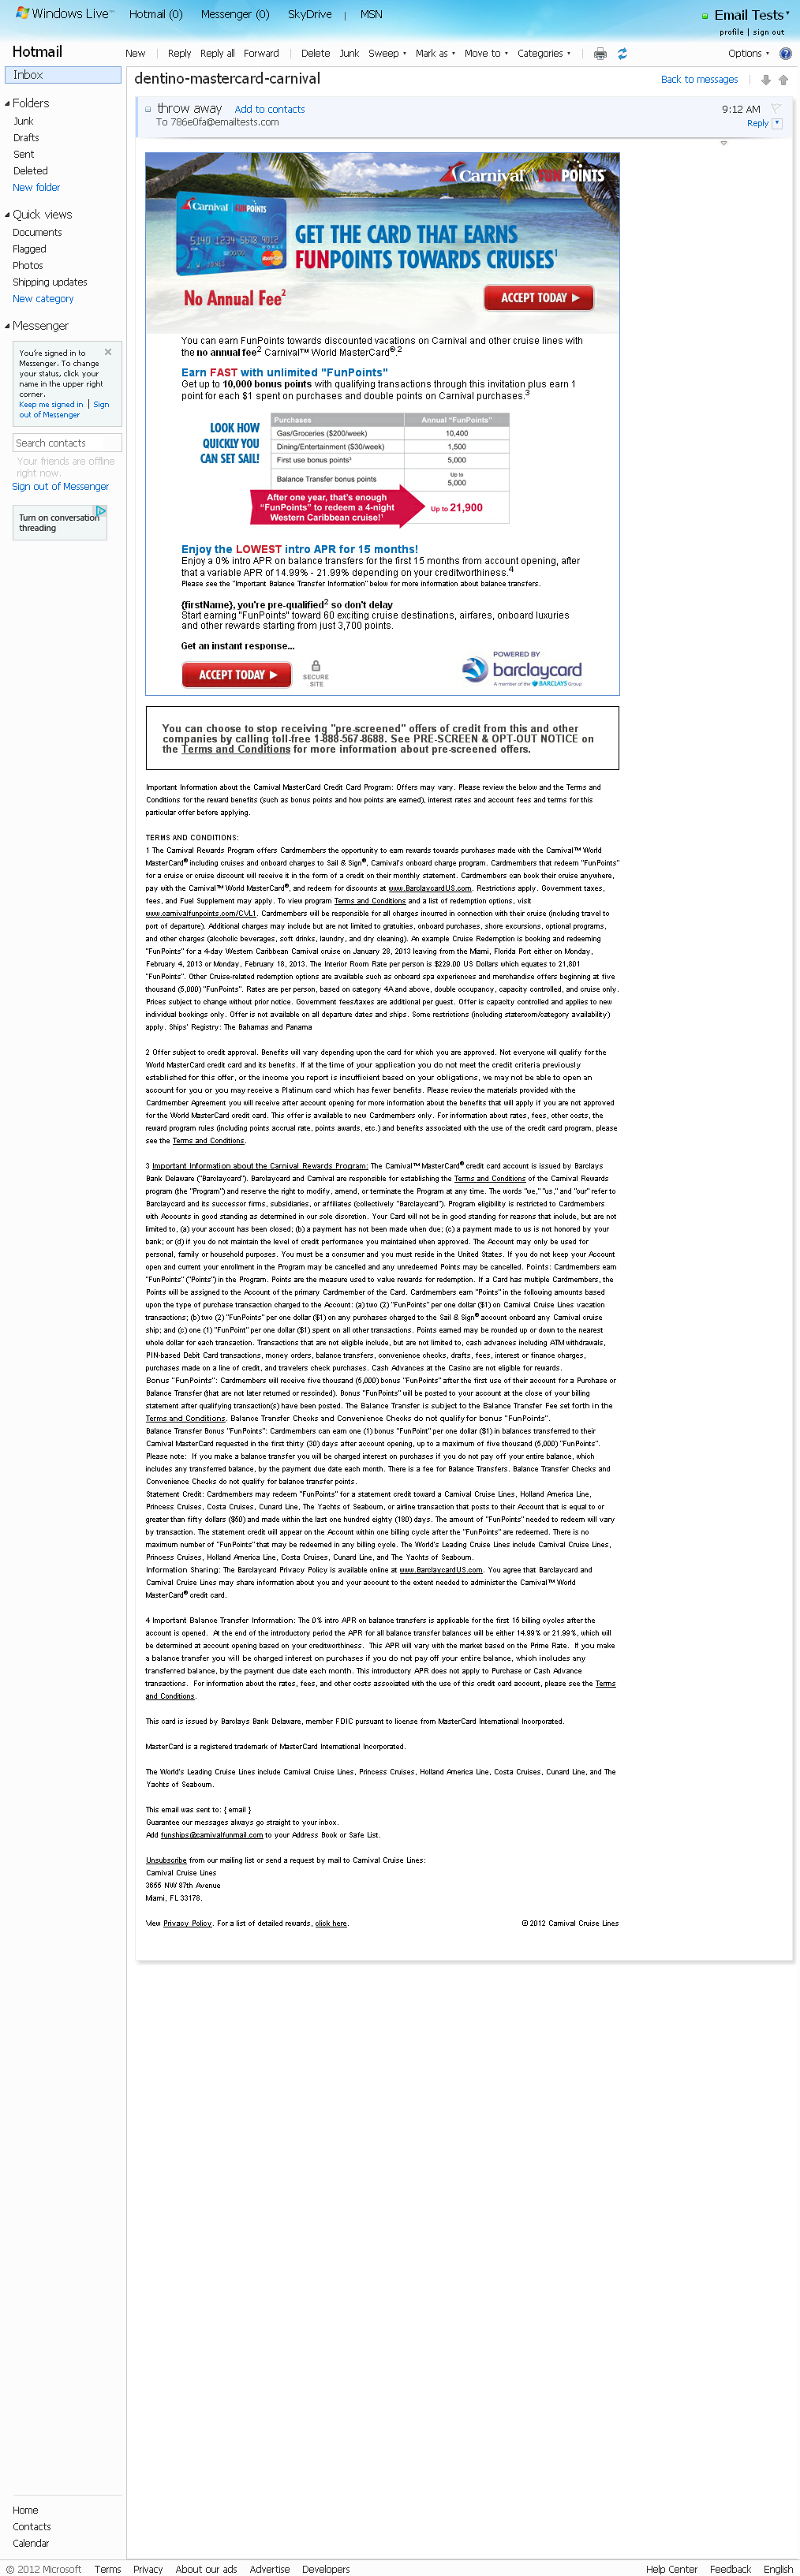 Windows Live™ Hotmail (0) Messenger (0) SkyDrive | MSN Email Tests
profile | sign out
Hotmail New | Reply Reply all Forward | Delete Junk Sweep Mark as Move to Categories | Options
Inbox
Folders
Junk
Drafts
Sent
Deleted
New folder
Quick views
Documents
Flagged
Photos
Shipping updates
New category
Messenger
You're signed in to
Messenger. To change
your status, click your
name in the upper right
corner.
Keep me signed in | Sign
out of Messenger
Search contacts
Your friends are offline
right now.
Sign out of Messenger
Turn on conversation
threading
dentino-mastercard-carnival Back to messages
throw away Add to contacts 9:12 AM
To 786e0fa@emailtests.com Reply
Carnival FUNPOINTS
Carnival FUNPOINTS
5140 1234 5678 9012
GET THE CARD THAT EARNS
FUNPOINTS TOWARDS CRUISES¹
No Annual Fee² ACCEPT TODAY
You can earn FunPoints towards discounted vacations on Carnival and other cruise lines with
the no annual fee² Carnival™ World MasterCard®.²
Earn FAST with unlimited "FunPoints"
Get up to 10,000 bonus points with qualifying transactions through this invitation plus earn 1
point for each $1 spent on purchases and double points on Carnival purchases.³
LOOK HOW
QUICKLY YOU
CAN SET SAIL!
Purchases Annual "FunPoints"
Gas/Groceries ($200/week) 10,400
Dining/Entertainment ($30/week) 1,500
First use bonus points³ 5,000
Balance Transfer bonus points Up to 5,000
After one year, that's enough
"FunPoints" to redeem a 4-night
Western Caribbean cruise!¹
Up to 21,900
Enjoy the LOWEST intro APR for 15 months!
Enjoy a 0% intro APR on balance transfers for the first 15 months from account opening, after
that a variable APR of 14.99% - 21.99% depending on your creditworthiness.⁴
Please see the "Important Balance Transfer Information" below for more information about balance transfers.
{firstName}, you're pre-qualified² so don't delay
Start earning "FunPoints" toward 60 exciting cruise destinations, airfares, onboard luxuries
and other rewards starting from just 3,700 points.
Get an instant response...
ACCEPT TODAY
SECURE
SITE
POWERED BY
barclaycard
A member of the BARCLAYS Group
You can choose to stop receiving "pre-screened" offers of credit from this and other
companies by calling toll-free 1-888-567-8688. See PRE-SCREEN & OPT-OUT NOTICE on
the Terms and Conditions for more information about pre-screened offers.
Important Information about the Carnival MasterCard Credit Card Program: Offers may vary. Please review the below and the Terms and
Conditions for the reward benefits (such as bonus points and how points are earned), interest rates and account fees and terms for this
particular offer before applying.
TERMS AND CONDITIONS:
1 The Carnival Rewards Program offers Cardmembers the opportunity to earn rewards towards purchases made with the Carnival™ World
MasterCard® including cruises and onboard charges to Sail & Sign®, Carnival's onboard charge program. Cardmembers that redeem "FunPoints"
for a cruise or cruise discount will receive it in the form of a credit on their monthly statement. Cardmembers can book their cruise anywhere,
pay with the Carnival™ World MasterCard®, and redeem for discounts at www.BarclaycardUS.com. Restrictions apply. Government taxes,
fees, and Fuel Supplement may apply. To view program Terms and Conditions and a list of redemption options, visit
www.carnivalfunpoints.com/CVL1. Cardmembers will be responsible for all charges incurred in connection with their cruise (including travel to
port of departure). Additional charges may include but are not limited to gratuities, onboard purchases, shore excursions, optional programs,
and other charges (alcoholic beverages, soft drinks, laundry, and dry cleaning). An example Cruise Redemption is booking and redeeming
"FunPoints" for a 4-day Western Caribbean Carnival cruise on January 28, 2013 leaving from the Miami, Florida Port either on Monday,
February 4, 2013 or Monday, February 18, 2013. The Interior Room Rate per person is $229.00 US Dollars which equates to 21,801
"FunPoints". Other Cruise-related redemption options are available such as onboard spa experiences and merchandise offers beginning at five
thousand (5,000) "FunPoints". Rates are per person, based on category 4A and above, double occupancy, capacity controlled, and cruise only.
Prices subject to change without prior notice. Government fees/taxes are additional per guest. Offer is capacity controlled and applies to new
individual bookings only. Offer is not available on all departure dates and ships. Some restrictions (including stateroom/category availability)
apply. Ships' Registry: The Bahamas and Panama
2 Offer subject to credit approval. Benefits will vary depending upon the card for which you are approved. Not everyone will qualify for the
World MasterCard credit card and its benefits. If at the time of your application you do not meet the credit criteria previously
established for this offer, or the income you report is insufficient based on your obligations, we may not be able to open an
account for you or you may receive a Platinum card which has fewer benefits. Please review the materials provided with the
Cardmember Agreement you will receive after account opening for more information about the benefits that will apply if you are not approved
for the World MasterCard credit card. This offer is available to new Cardmembers only. For information about rates, fees, other costs, the
reward program rules (including points accrual rate, points awards, etc.) and benefits associated with the use of the credit card program, please
see the Terms and Conditions.
3 Important Information about the Carnival Rewards Program: The Carnival™ MasterCard® credit card account is issued by Barclays
Bank Delaware ("Barclaycard"). Barclaycard and Carnival are responsible for establishing the Terms and Conditions of the Carnival Rewards
program (the "Program") and reserve the right to modify, amend, or terminate the Program at any time. The words "we," "us," and "our" refer to
Barclaycard and its successor firms, subsidiaries, or affiliates (collectively "Barclaycard"). Program eligibility is restricted to Cardmembers
with Accounts in good standing as determined in our sole discretion. Your Card will not be in good standing for reasons that include, but are not
limited to, (a) your account has been closed; (b) a payment has not been made when due; (c) a payment made to us is not honored by your
bank; or (d) if you do not maintain the level of credit performance you maintained when approved. The Account may only be used for
personal, family or household purposes. You must be a consumer and you must reside in the United States. If you do not keep your Account
open and current your enrollment in the Program may be cancelled and any unredeemed Points may be cancelled. Points: Cardmembers earn
"FunPoints" ("Points") in the Program. Points are the measure used to value rewards for redemption. If a Card has multiple Cardmembers, the
Points will be assigned to the Account of the primary Cardmember of the Card. Cardmembers earn "Points" in the following amounts based
upon the type of purchase transaction charged to the Account: (a) two (2) "FunPoints" per one dollar ($1) on Carnival Cruise Lines vacation
transactions; (b) two (2) "FunPoints" per one dollar ($1) on any purchases charged to the Sail & Sign® account onboard any Carnival cruise
ship; and (c) one (1) "FunPoint" per one dollar ($1) spent on all other transactions. Points earned may be rounded up or down to the nearest
whole dollar for each transaction. Transactions that are not eligible include, but are not limited to, cash advances including ATM withdrawals,
PIN-based Debit Card transactions, money orders, balance transfers, convenience checks, drafts, fees, interest or finance charges,
purchases made on a line of credit, and travelers check purchases. Cash Advances at the Casino are not eligible for rewards.
Bonus "FunPoints": Cardmembers will receive five thousand (5,000) bonus "FunPoints" after the first use of their account for a Purchase or
Balance Transfer (that are not later returned or rescinded). Bonus "FunPoints" will be posted to your account at the close of your billing
statement after qualifying transaction(s) have been posted. The Balance Transfer is subject to the Balance Transfer Fee set forth in the
Terms and Conditions. Balance Transfer Checks and Convenience Checks do not qualify for bonus "FunPoints".
Balance Transfer Bonus "FunPoints": Cardmembers can earn one (1) bonus "FunPoint" per one dollar ($1) in balances transferred to their
Carnival MasterCard requested in the first thirty (30) days after account opening, up to a maximum of five thousand (5,000) "FunPoints".
Please note: If you make a balance transfer you will be charged interest on purchases if you do not pay off your entire balance, which
includes any transferred balance, by the payment due date each month. There is a fee for Balance Transfers. Balance Transfer Checks and
Convenience Checks do not qualify for balance transfer points.
Statement Credit: Cardmembers may redeem "FunPoints" for a statement credit toward a Carnival Cruise Lines, Holland America Line,
Princess Cruises, Costa Cruises, Cunard Line, The Yachts of Seabourn, or airline transaction that posts to their Account that is equal to or
greater than fifty dollars ($50) and made within the last one hundred eighty (180) days. The amount of "FunPoints" needed to redeem will vary
by transaction. The statement credit will appear on the Account within one billing cycle after the "FunPoints" are redeemed. There is no
maximum number of "FunPoints" that may be redeemed in any billing cycle. The World's Leading Cruise Lines include Carnival Cruise Lines,
Princess Cruises, Holland America Line, Costa Cruises, Cunard Line, and The Yachts of Seabourn.
Information Sharing: The Barclaycard Privacy Policy is available online at www.BarclaycardUS.com. You agree that Barclaycard and
Carnival Cruise Lines may share information about you and your account to the extent needed to administer the Carnival™ World
MasterCard® credit card.
4 Important Balance Transfer Information: The 0% intro APR on balance transfers is applicable for the first 15 billing cycles after the
account is opened. At the end of the introductory period the APR for all balance transfer balances will be either 14.99% or 21.99%, which will
be determined at account opening based on your creditworthiness. This APR will vary with the market based on the Prime Rate. If you make
a balance transfer you will be charged interest on purchases if you do not pay off your entire balance, which includes any
transferred balance, by the payment due date each month. This introductory APR does not apply to Purchase or Cash Advance
transactions. For information about the rates, fees, and other costs associated with the use of this credit card account, please see the Terms
and Conditions.
This card is issued by Barclays Bank Delaware, member FDIC pursuant to license from MasterCard International Incorporated.
MasterCard is a registered trademark of MasterCard International Incorporated.
The World's Leading Cruise Lines include Carnival Cruise Lines, Princess Cruises, Holland America Line, Costa Cruises, Cunard Line, and The
Yachts of Seabourn.
This email was sent to: { email }
Guarantee our messages always go straight to your inbox.
Add funships@carnivalfunmail.com to your Address Book or Safe List.
Unsubscribe from our mailing list or send a request by mail to Carnival Cruise Lines:
Carnival Cruise Lines
3655 NW 87th Avenue
Miami, FL 33178.
View Privacy Policy. For a list of detailed rewards, click here. © 2012 Carnival Cruise Lines
Home
Contacts
Calendar
© 2012 Microsoft Terms Privacy About our ads Advertise Developers Help Center Feedback English